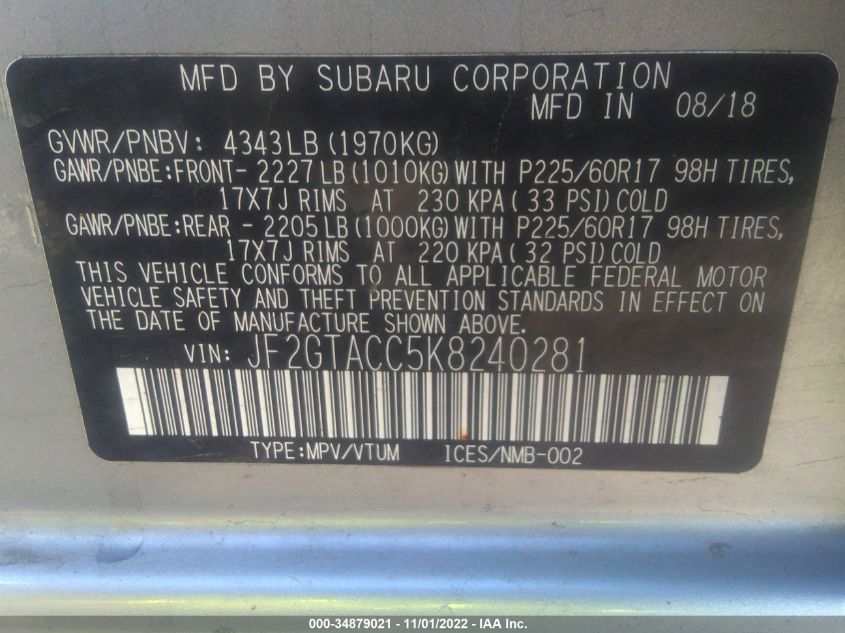 MFD BY SUBARU CORPORATION
MFD IN 08/18
GVWR/PNBV: 4343LB(1970KG)
GAWR/PNBE:FRONT- 2227LB(1010KG)WITH P225/60R17 98H TIRES,
17X7J RIMS AT 230 KPA(33 PSI)COLD
GAWR/PNBE:REAR - 2205LB(1000KG)WITH P225/60R17 98H TIRES,
17X7J RIMS AT 220 KPA(32 PSI)COLD
THIS VEHICLE CONFORMS TO ALL APPLICABLE FEDERAL MOTOR
VEHICLE SAFETY AND THEFT PREVENTION STANDARDS IN EFFECT ON
THE DATE OF MANUFACTURE SHOWN ABOVE.
VIN: JF2GTACC5K8240281
TYPE:MPV/VTUM ICES/NMB-002
000-34879021 - 11/01/2022 - IAA Inc.